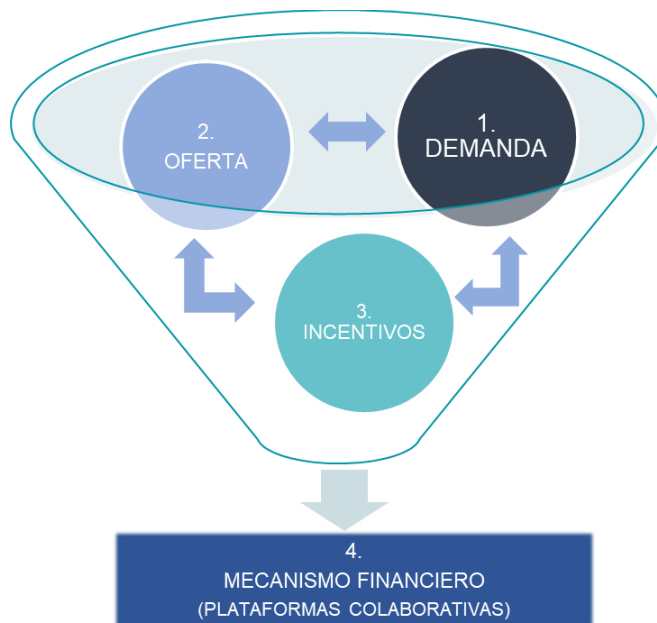 1.
DEMANDA
2.
OFERTA
3.
INCENTIVOS
4.
MECANISMO FINANCIERO
(PLATAFORMAS COLABORATIVAS)